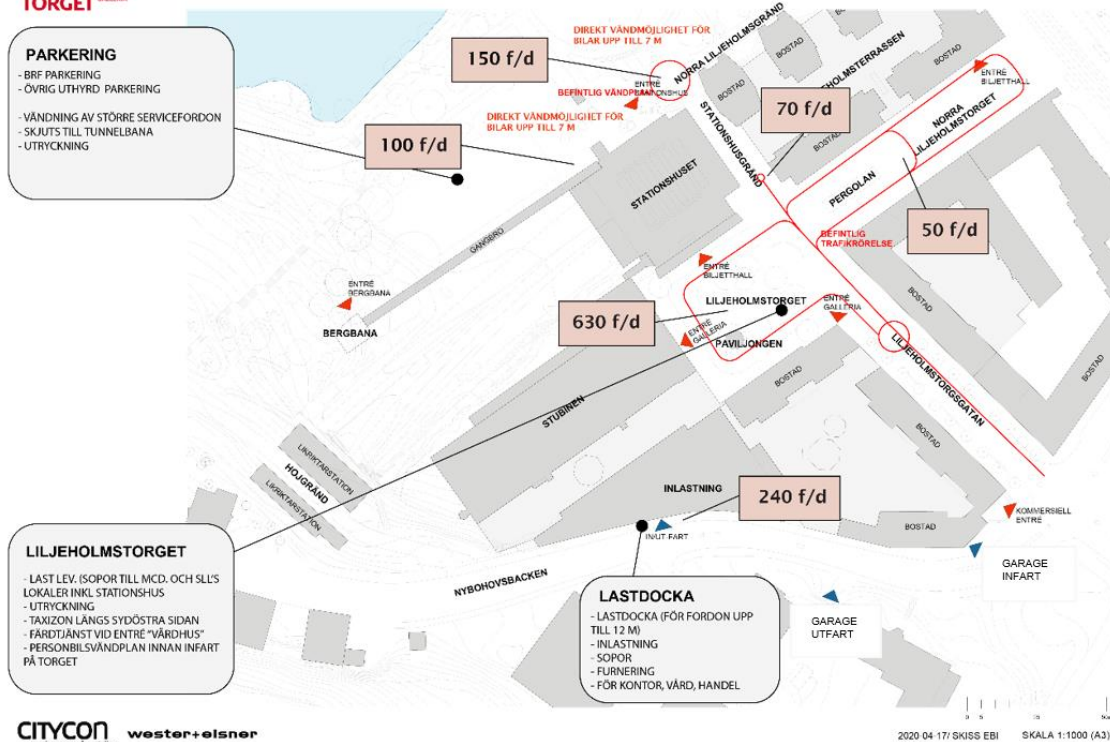 TORGET
PARKERING
- BRF PARKERING
- ÖVRIG UTHYRD PARKERING
- VÄNDNING AV STÖRRE SERVICEFORDON
- SKJUTS TILL TUNNELBANA
- UTRYCKNING
DIREKT VÄNDMÖJLIGHET FÖR
BILAR UPP TILL 7 M
150 f/d
BEFINTLIG VÄNDPLAN
ENTRÉ
STATIONSHUS
DIREKT VÄNDMÖJLIGHET FÖR
BILAR UPP TILL 7 M
100 f/d
NORRA LILJEHOLMSGRÄND
BOSTAD
BOSTAD
BOSTAD
BOSTAD
BOSTAD
LILJEHOLMSTERRASSEN
ENTRÉ
BILJETTHALL
70 f/d
NORRA
LILJEHOLMSTORGET
STATIONSHUSGRÄND
STATIONSHUSET
PERGOLAN
50 f/d
BEFINTLIG
TRAFIKRÖRELSE
GÅNGBRO
ENTRÉ
BERGBANA
BERGBANA
ENTRÉ
BILJETTHALL
LILJEHOLMSTORGET
630 f/d
ENTRÉ
GALLERIA
ENTRÉ
GALLERIA
PAVILJONGEN
BOSTAD
BOSTAD
BOSTAD
LILJEHOLMSTORGSGATAN
STUBINEN
BOSTAD
BOSTAD
LIKRIKTARSTATION
HÖJGRÄND
LIKRIKTARSTATION
INLASTNING
240 f/d
IN/UT-FART
KOMMERSIELL
ENTRÉ
GARAGE
INFART
LILJEHOLMSTORGET
- LAST LEV. (SOPOR TILL MCD. OCH SLL'S
LOKALER INKL STATIONSHUS
- UTRYCKNING
- TAXIZON LÄNGS SYDÖSTRA SIDAN
- FÄRDTJÄNST VID ENTRÉ "VÅRDHUS"
- PERSONBILSVÄNDPLAN INNAN INFART
PÅ TORGET
NYBOHOVSBACKEN
LASTDOCKA
- LASTDOCKA (FÖR FORDON UPP
TILL 12 M)
- INLASTNING
- SOPOR
- FURNERING
- FÖR KONTOR, VÅRD, HANDEL
GARAGE
UTFART
CITYCON wester+elsner
2020 04 17/ SKISS EBI SKALA 1:1000 (A3)